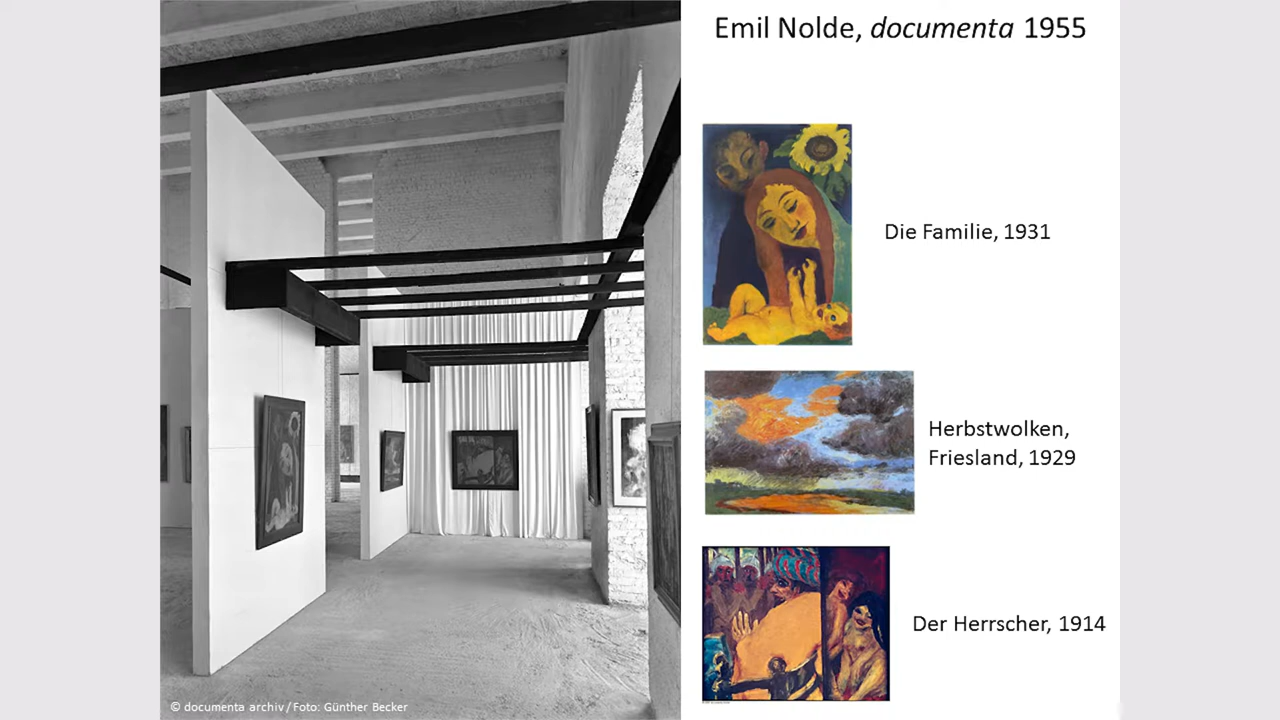 Emil Nolde, documenta 1955
Die Familie, 1931
Herbstwolken,
Friesland, 1929
Der Herrscher, 1914
© documenta archiv/Foto: Günther Becker